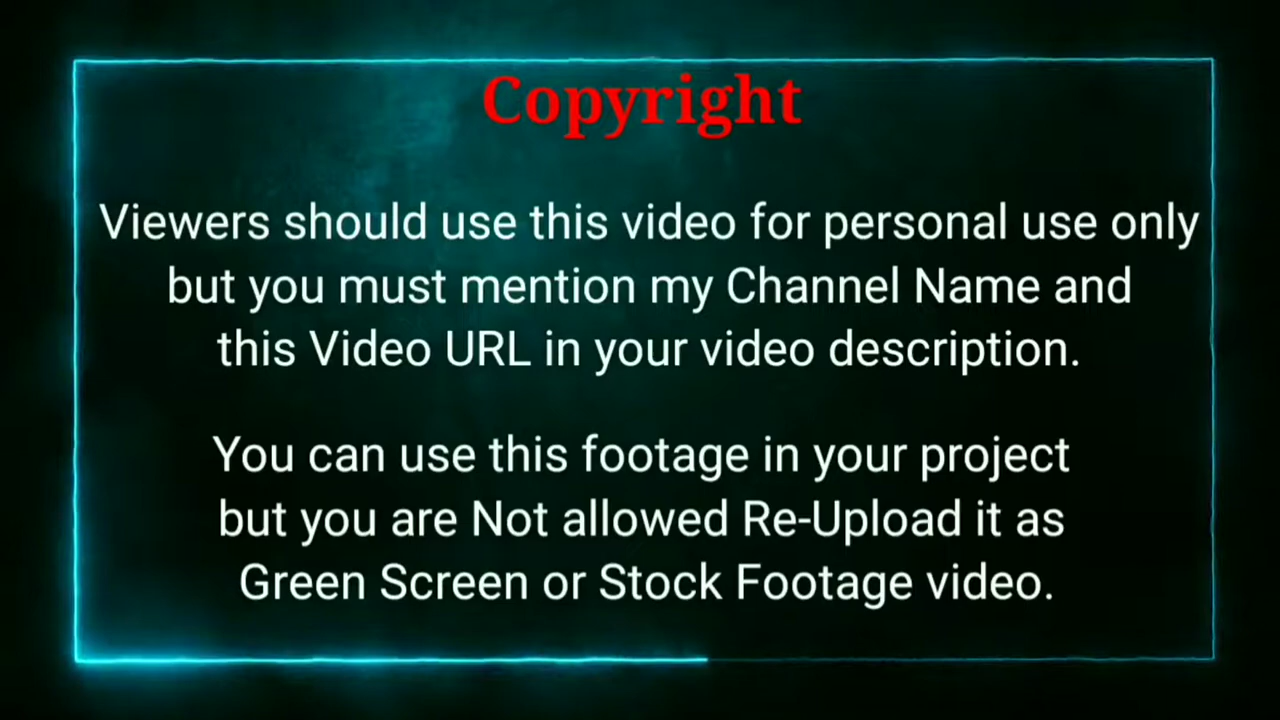 Copyright
Viewers should use this video for personal use only
but you must mention my Channel Name and
this Video URL in your video description.
You can use this footage in your project
but you are Not allowed Re-Upload it as
Green Screen or Stock Footage video.